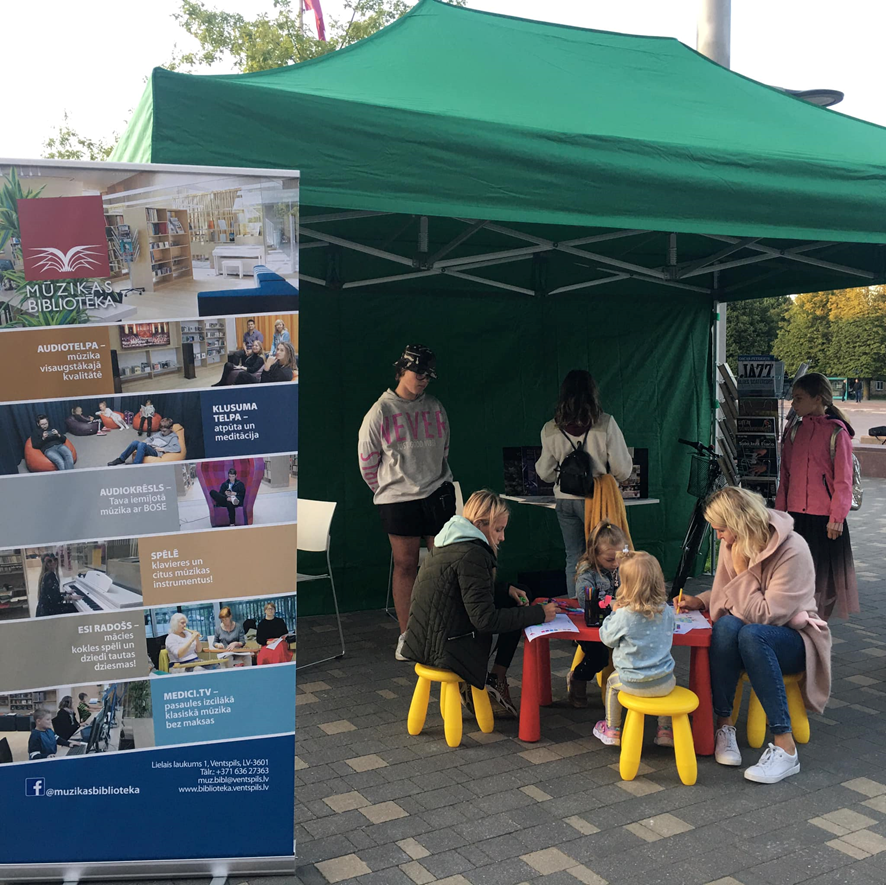 MŪZIKAS
BIBLIOTEKA
AUDIOTELPA –
mūzika
visaugstākajā
kvalitātē
KLUSUMA
TELPA –
atpūta un
meditācija
AUDIOKRĒSLS –
Tava iemīļotā
mūzika ar BOSE
SPĒLĒ
klavieres un
citus mūzikas
instrumentus!
ESI RADOŠS –
mācies
kokles spēli un
dziedi tautas
dziesmas!
MEDICI.TV –
pasaules izcilākā
klasiskā mūzika
bez maksas
Lielais laukums 1, Ventspils, LV-3601
Tālr.: +371 636 27363
muz.bibl@ventspils.lv
www.biblioteka.ventspils.lv
f @muzikasbiblioteka
NEVER
JAZZ